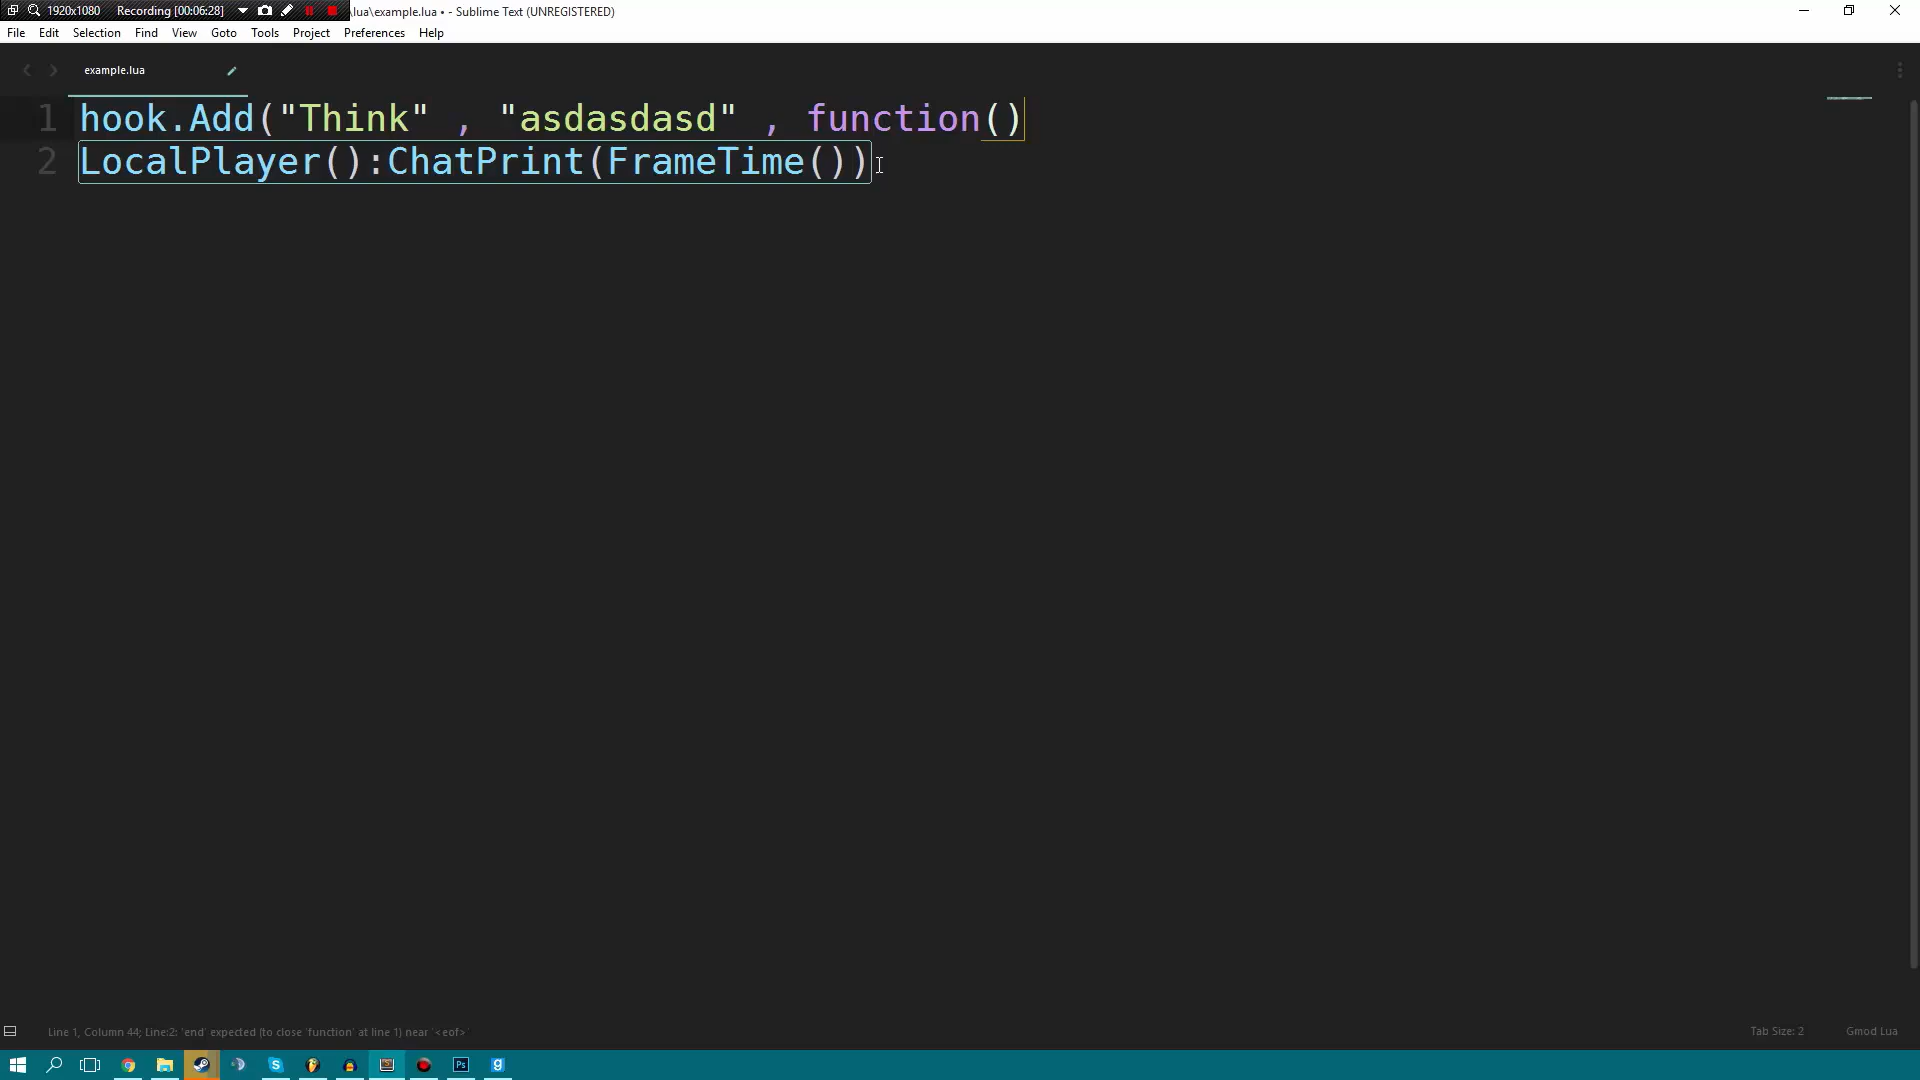 1920x1080 Recording [00:06:28] \lua\example.lua • - Sublime Text (UNREGISTERED)
File Edit Selection Find View Goto Tools Project Preferences Help
example.lua
1 hook.Add("Think" , "asdasdasd" , function()
2 LocalPlayer():ChatPrint(FrameTime())
Line 1, Column 44; Line:2: 'end' expected (to close 'function' at line 1) near '<eof>' Tab Size: 2 Gmod Lua
Ps g